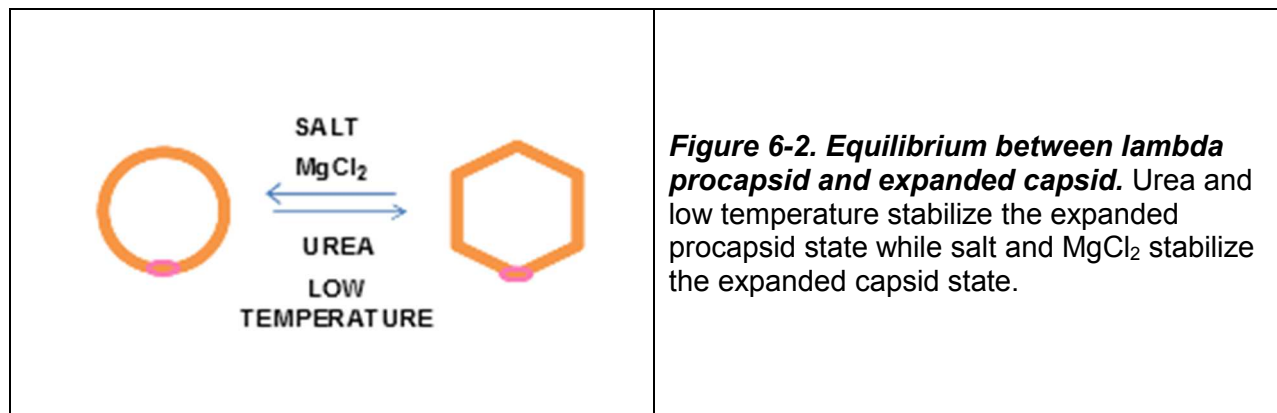 SALT
MgCl₂
UREA
LOW
TEMPERATURE
Figure 6-2. Equilibrium between lambda
procapsid and expanded capsid. Urea and
low temperature stabilize the expanded
procapsid state while salt and MgCl₂ stabilize
the expanded capsid state.